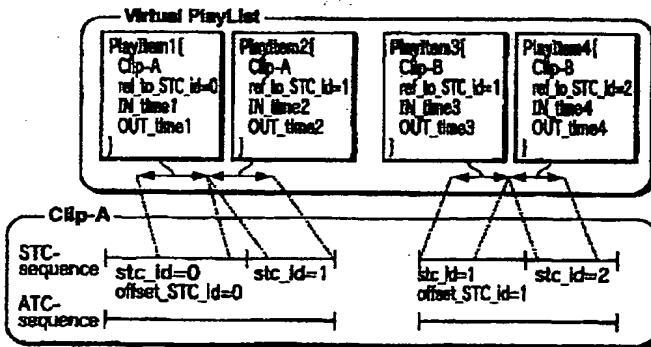 Virtual PlayList
PlayItem1{
Clip-A
ref_to_STC_id=0
IN_time1
OUT_time1
}
PlayItem2{
Clip-A
ref_to_STC_id=1
IN_time2
OUT_time2
}
PlayItem3{
Clip-B
ref_to_STC_id=1
IN_time3
OUT_time3
}
PlayItem4{
Clip-B
ref_to_STC_id=2
IN_time4
OUT_time4
}
Clip-A
STC-
sequence
stc_id=0
offset_STC_id=0
stc_id=1
stc_id=1
offset_STC_id=1
stc_id=2
ATC-
sequence